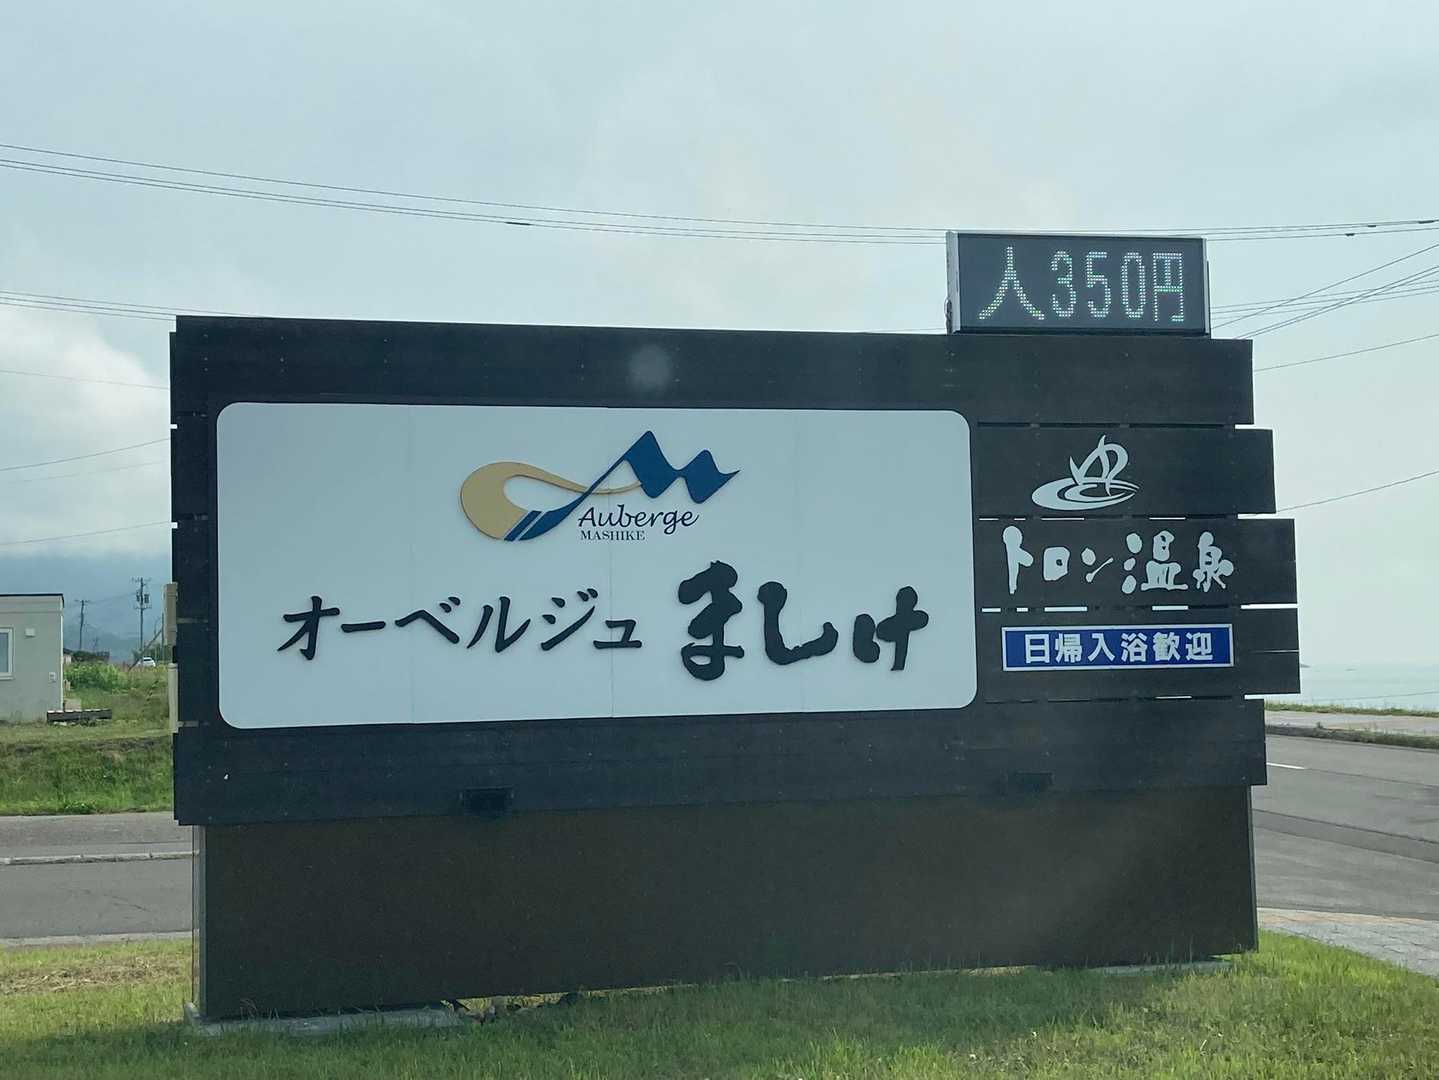 人350円
Auberge
MASHIKE
オーベルジュ ましけ
ゆ
トロン温泉
日帰入浴歓迎